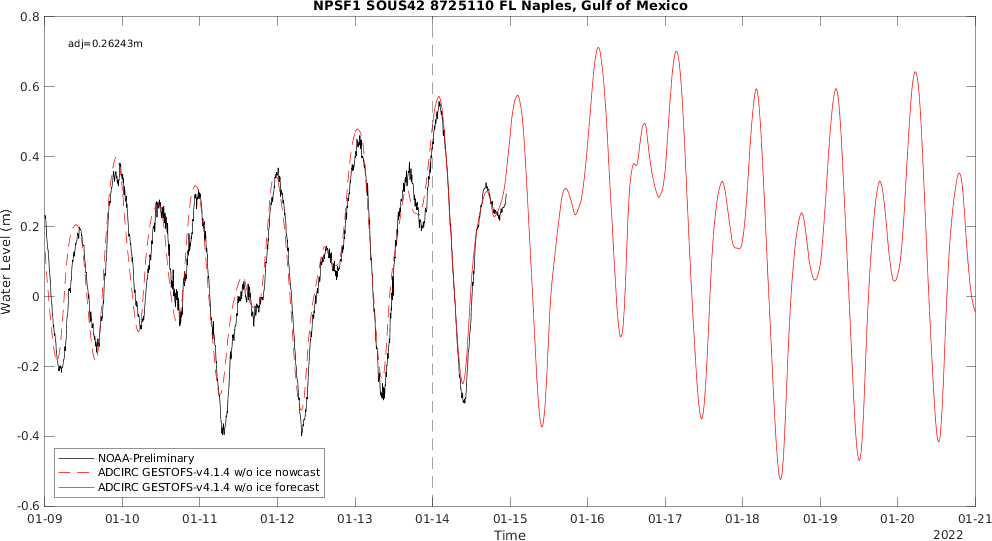 NPSF1 SOUS42 8725110 FL Naples, Gulf of Mexico
adj=0.26243m
0.8
0.6
0.4
0.2
0
-0.2
-0.4
-0.6
Water Level (m)
NOAA-Preliminary
ADCIRC GESTOFS-v4.1.4 w/o ice nowcast
ADCIRC GESTOFS-v4.1.4 w/o ice forecast
01-09 01-10 01-11 01-12 01-13 01-14 01-15 01-16 01-17 01-18 01-19 01-20 01-21
Time
2022